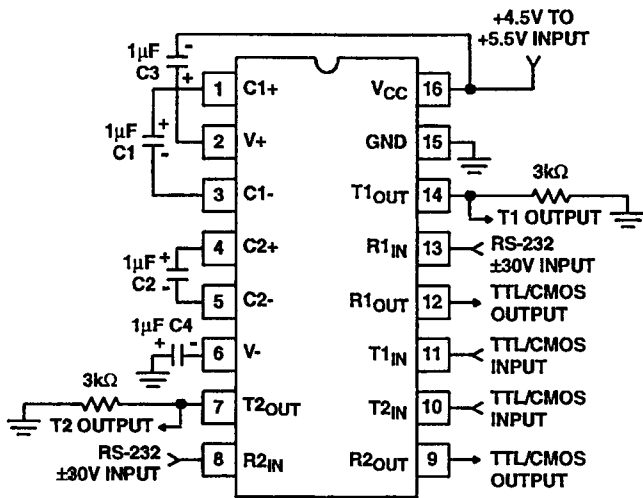 +4.5V TO
+5.5V INPUT
1µF
C3
-
+
1 C1+
VCC 16
+
1µF
C1
-
2 V+
GND 15
3 C1-
T1OUT 14
3kΩ
T1 OUTPUT
4 C2+
R1IN 13
RS-232
±30V INPUT
1µF
C2
+
-
5 C2-
R1OUT 12
TTL/CMOS
OUTPUT
1µF C4
+
-
6 V-
T1IN 11
TTL/CMOS
INPUT
3kΩ
7 T2OUT
T2IN 10
TTL/CMOS
INPUT
T2 OUTPUT
RS-232
±30V INPUT
8 R2IN
R2OUT 9
TTL/CMOS
OUTPUT